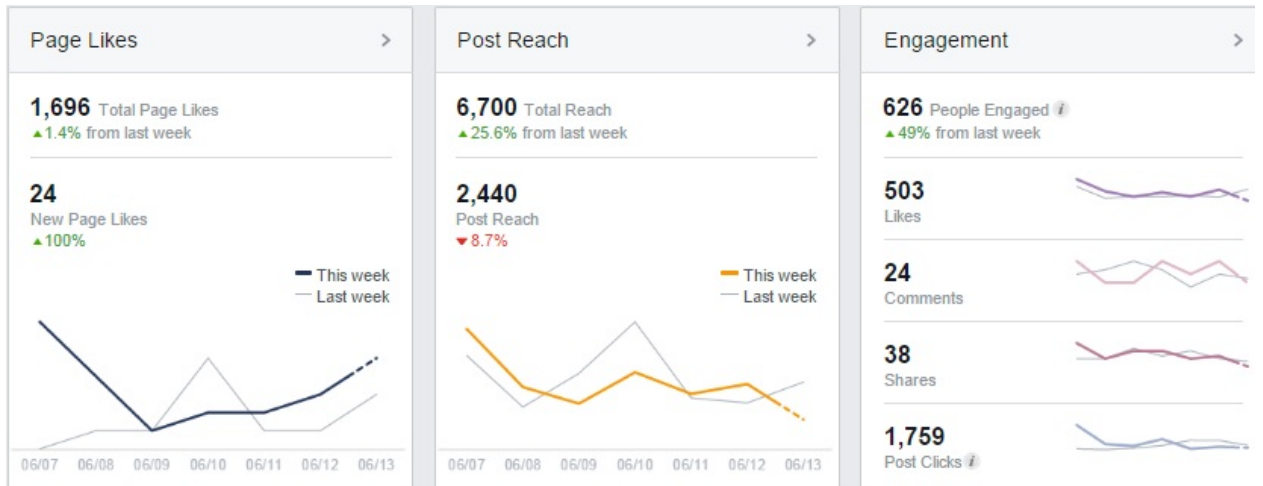 Page Likes
1,696 Total Page Likes
1.4% from last week
24
New Page Likes
100%
This week
Last week
06/07 06/08 06/09 06/10 06/11 06/12 06/13
Post Reach
6,700 Total Reach
25.6% from last week
2,440
Post Reach
8.7%
This week
Last week
06/07 06/08 06/09 06/10 06/11 06/12 06/13
Engagement
626 People Engaged i
49% from last week
503
Likes
24
Comments
38
Shares
1,759
Post Clicks i